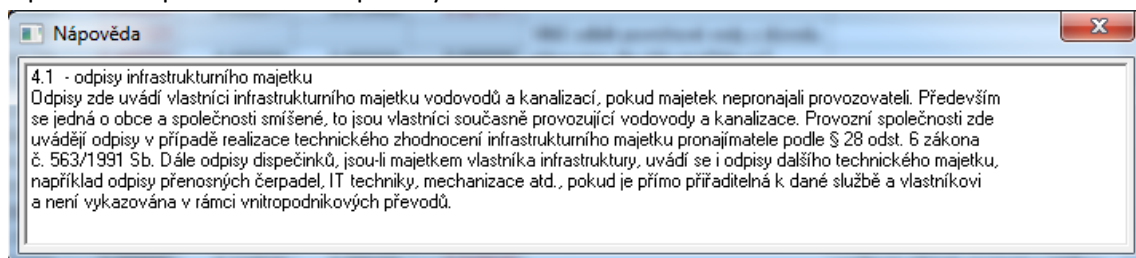 Nápověda
4.1 - odpisy infrastrukturního majetku
Odpisy zde uvádí vlastníci infrastrukturního majetku vodovodů a kanalizací, pokud majetek nepronajali provozovateli. Především
se jedná o obce a společnosti smíšené, to jsou vlastníci současně provozující vodovody a kanalizace. Provozní společnosti zde
uvádějí odpisy v případě realizace technického zhodnocení infrastrukturního majetku pronajímatele podle § 28 odst. 6 zákona
č. 563/1991 Sb. Dále odpisy dispečinků, jsou-li majetkem vlastníka infrastruktury, uvádí se i odpisy dalšího technického majetku,
například odpisy přenosných čerpadel, IT techniky, mechanizace atd., pokud je přímo přiřaditelná k dané službě a vlastníkovi
a není vykazována v rámci vnitropodnikových převodů.